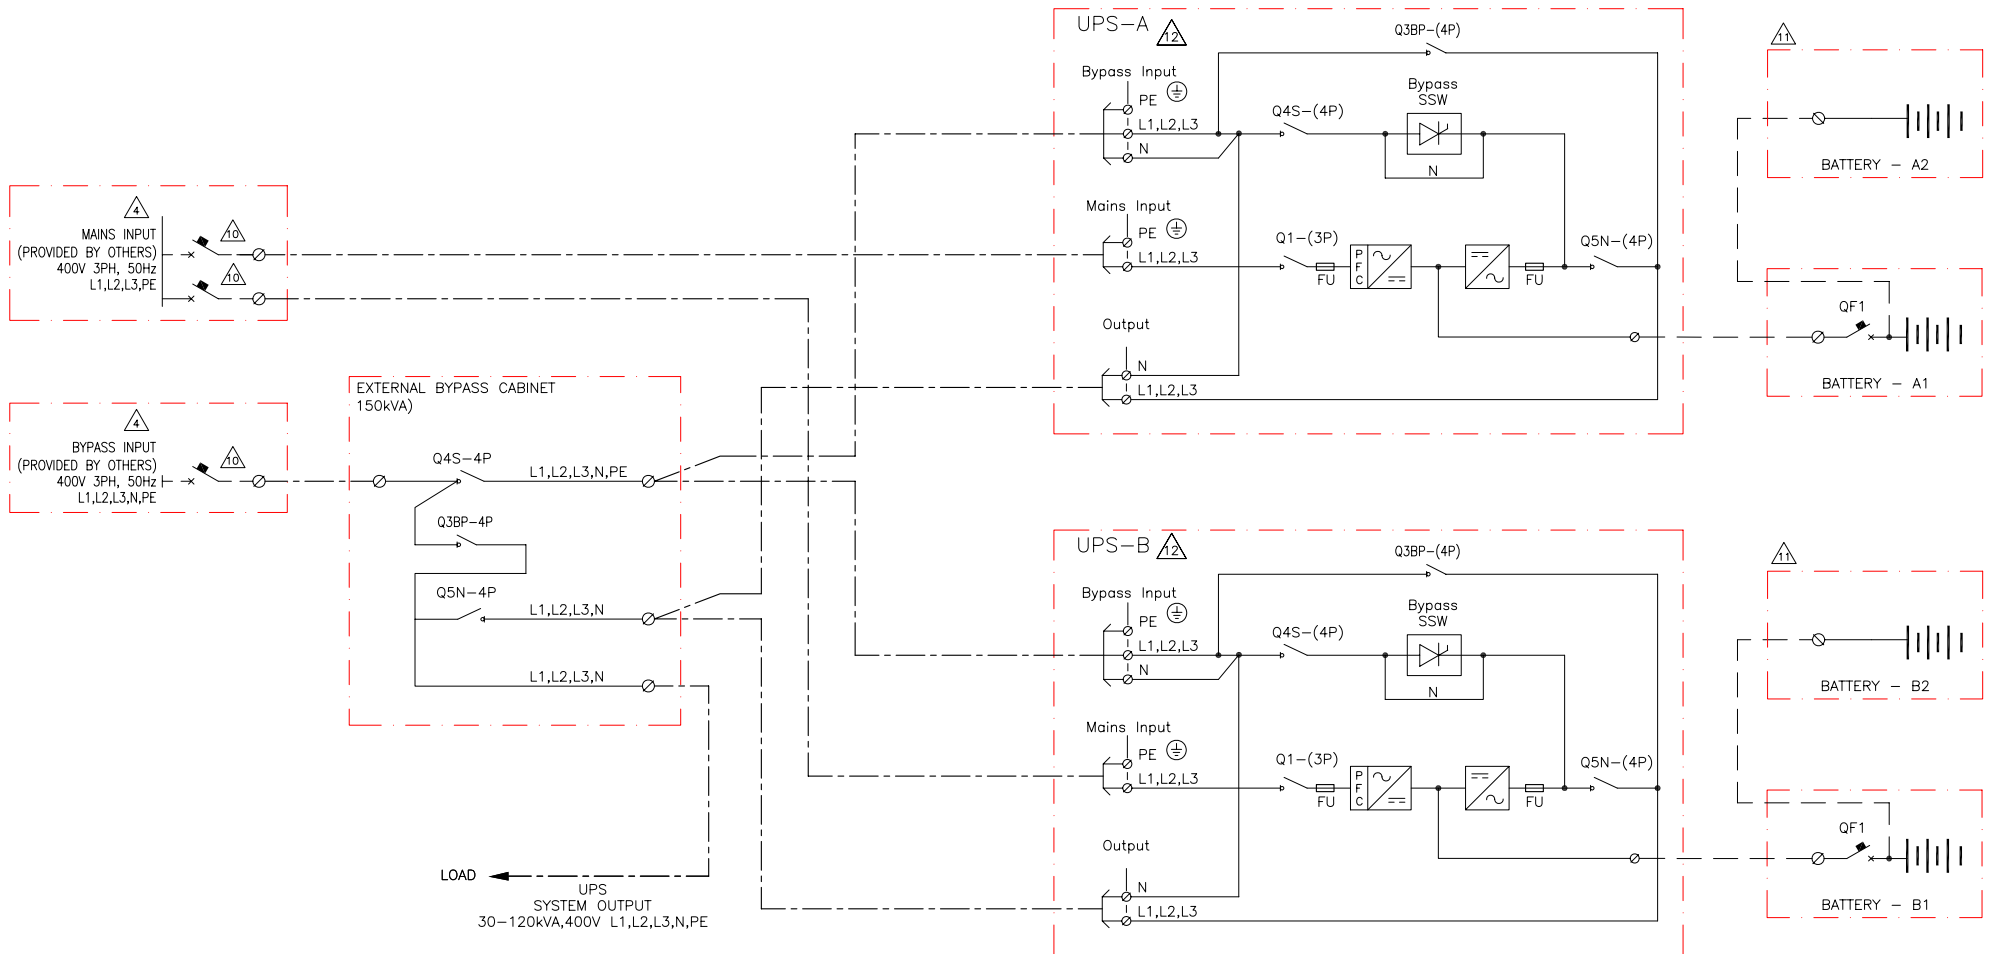 UPS-A
12
Q3BP-(4P)
11
Bypass Input
PE
L1,L2,L3
N
Q4S-(4P)
Bypass
SSW
N
BATTERY - A2
4
MAINS INPUT
(PROVIDED BY OTHERS)
400V 3PH, 50Hz
L1,L2,L3,PE
10
10
Mains Input
PE
L1,L2,L3
Q1-(3P)
FU
P
F
C
FU
Q5N-(4P)
QF1
BATTERY - A1
Output
N
L1,L2,L3
EXTERNAL BYPASS CABINET
150kVA)
4
BYPASS INPUT
(PROVIDED BY OTHERS)
400V 3PH, 50Hz
L1,L2,L3,N,PE
10
Q4S-4P
L1,L2,L3,N,PE
Q3BP-4P
Q5N-4P
L1,L2,L3,N
L1,L2,L3,N
UPS-B
12
Q3BP-(4P)
11
Bypass Input
PE
L1,L2,L3
N
Q4S-(4P)
Bypass
SSW
N
BATTERY - B2
Mains Input
PE
L1,L2,L3
Q1-(3P)
FU
P
F
C
FU
Q5N-(4P)
QF1
BATTERY - B1
Output
N
L1,L2,L3
LOAD
UPS
SYSTEM OUTPUT
30-120kVA,400V L1,L2,L3,N,PE